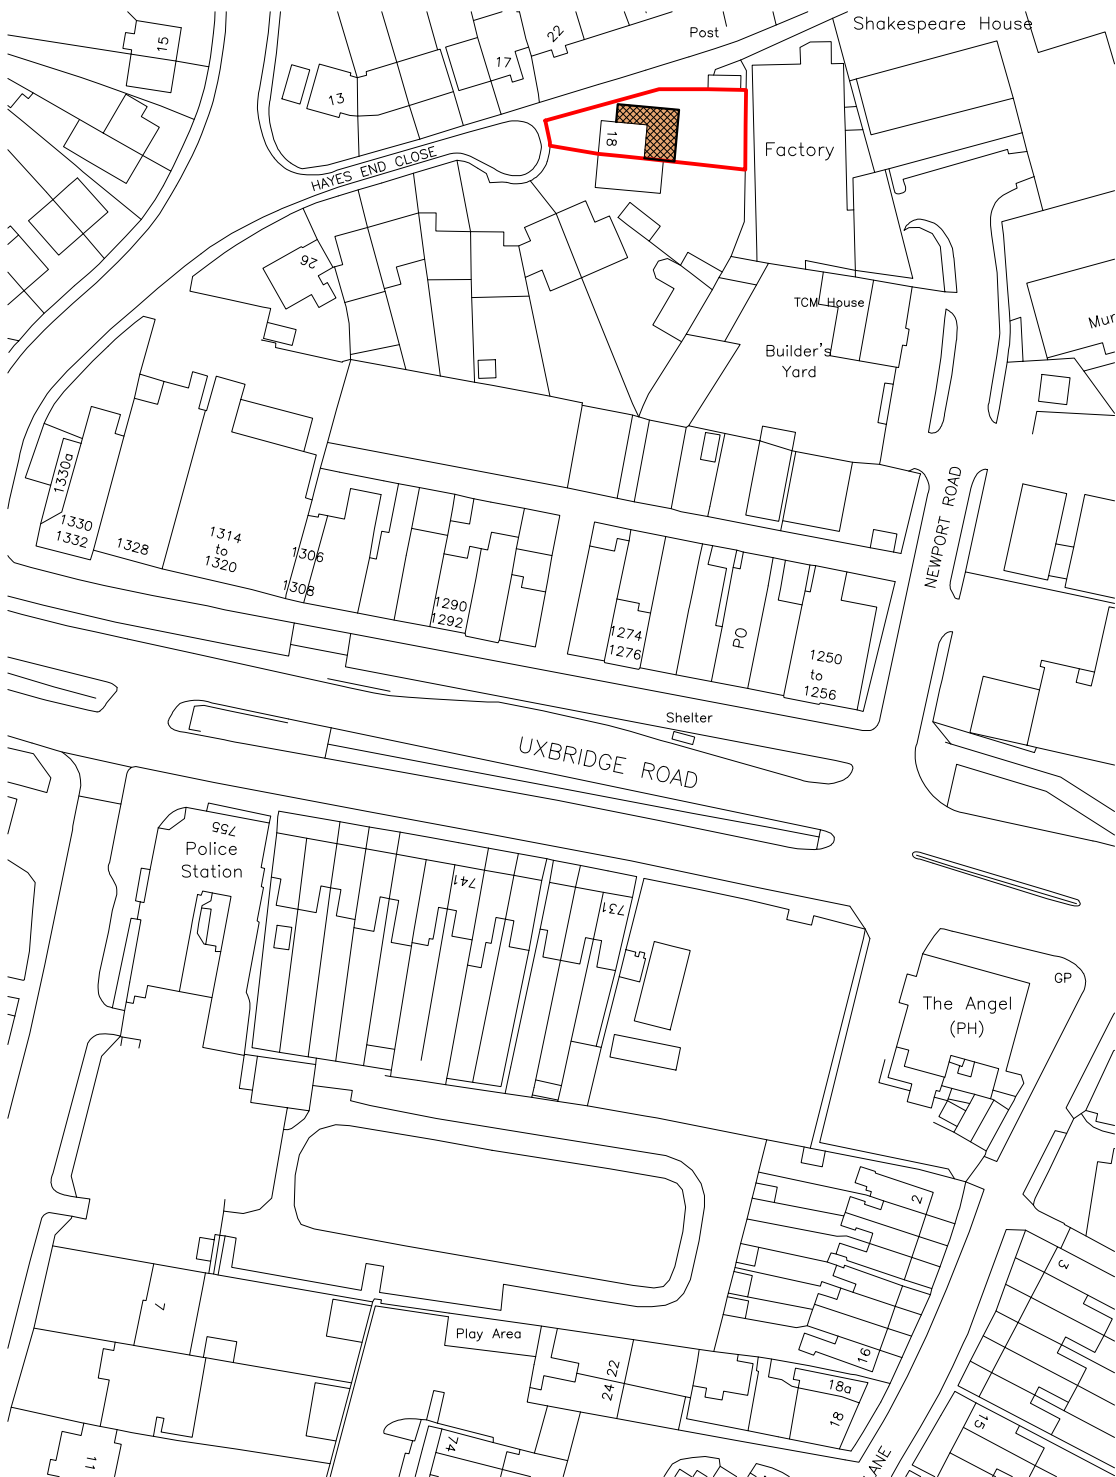 Shakespeare House
Post
22
15
17
13
18
Factory
HAYES END CLOSE
26
TCM House
Builder's
Yard
Mur
1330a
1330
1332
1328
1314
to
1320
1306
1308
1290
1292
1274
1276
PO
1250
to
1256
NEWPORT ROAD
Shelter
UXBRIDGE ROAD
755
Police
Station
741
731
GP
The Angel
(PH)
2
3
7
Play Area
16
22
24
18a
18
15
74
11
ANE